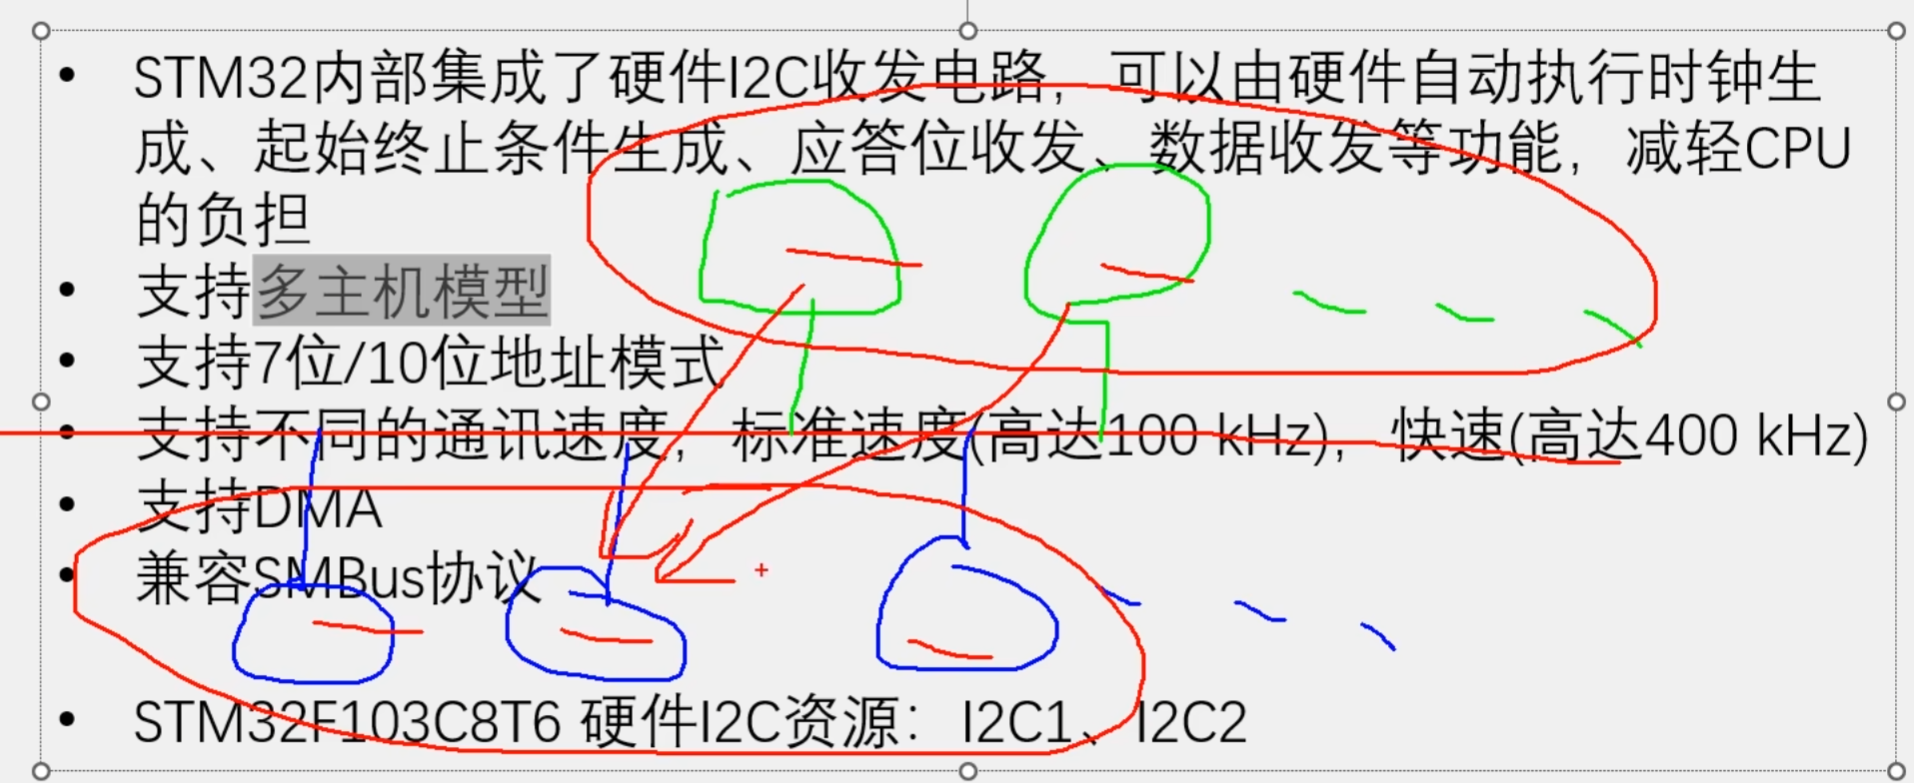 • STM32内部集成了硬件I2C收发电路，可以由硬件自动执行时钟生
成、起始终止条件生成、应答位收发、数据收发等功能，减轻CPU
的负担
• 支持多主机模型
• 支持7位/10位地址模式
• 支持不同的通讯速度，标准速度(高达100 kHz)，快速(高达400 kHz)
• 支持DMA
• 兼容SMBus协议
• STM32F103C8T6 硬件I2C资源：I2C1、I2C2